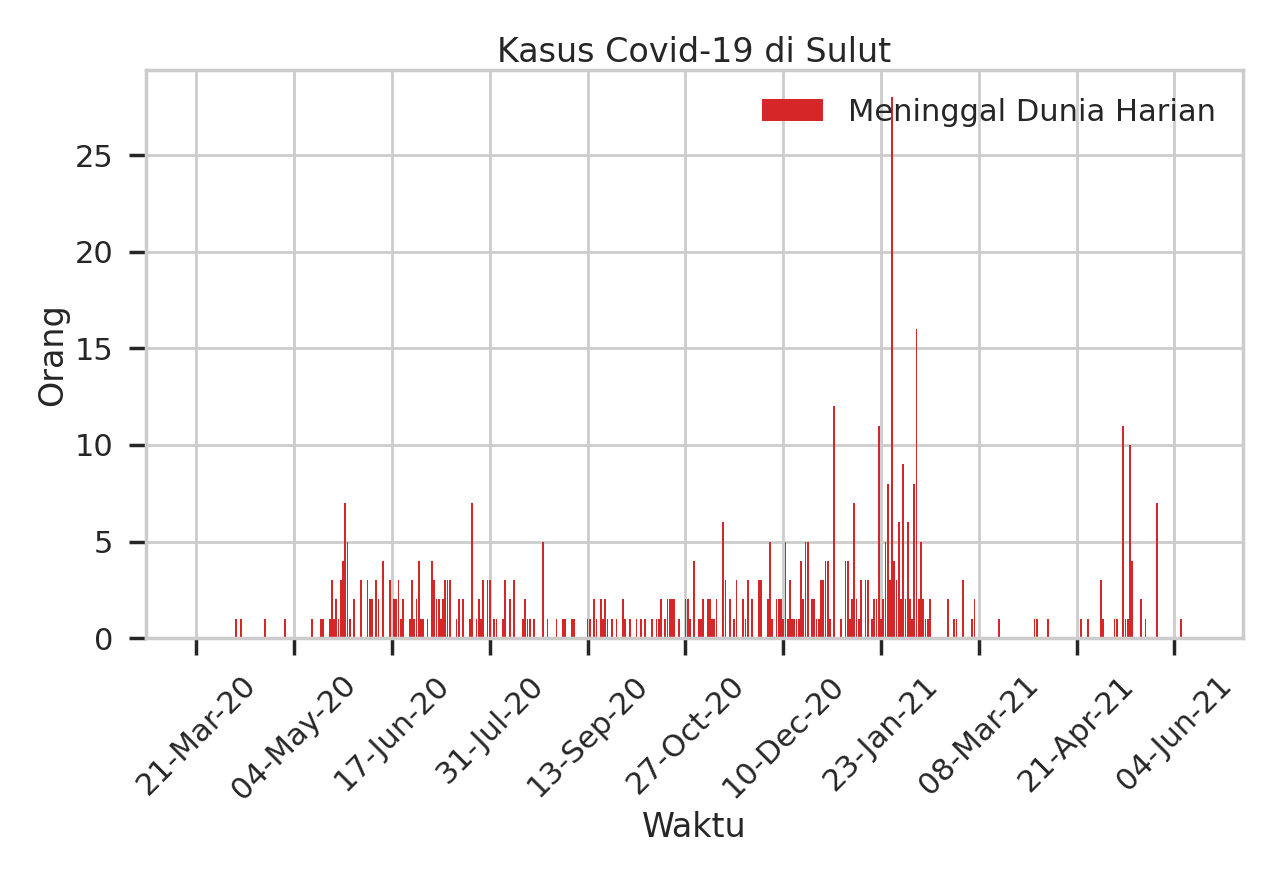 Kasus Covid-19 di Sulut
Meninggal Dunia Harian
Orang
25
20
15
10
5
0
21-Mar-20
04-May-20
17-Jun-20
31-Jul-20
13-Sep-20
27-Oct-20
10-Dec-20
23-Jan-21
08-Mar-21
21-Apr-21
04-Jun-21
Waktu